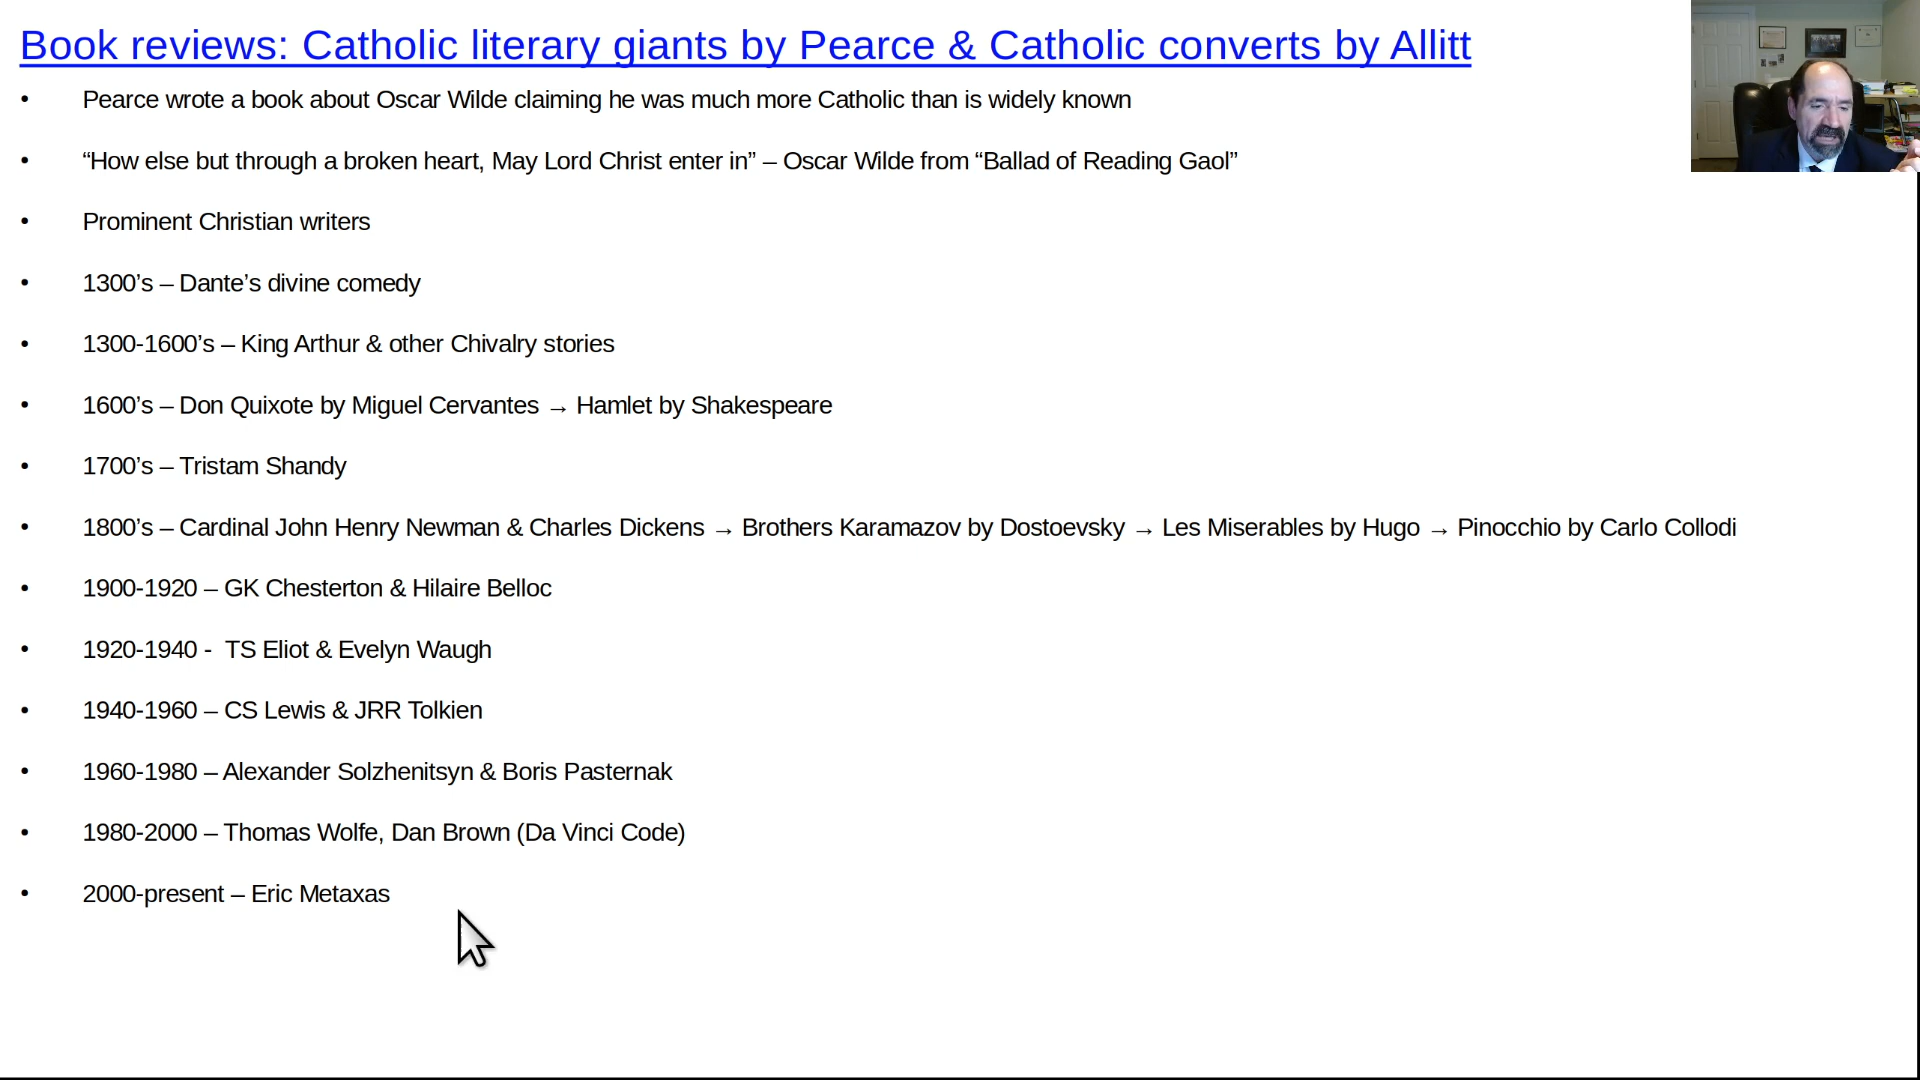 Book reviews: Catholic literary giants by Pearce & Catholic converts by Allitt
• Pearce wrote a book about Oscar Wilde claiming he was much more Catholic than is widely known
• “How else but through a broken heart, May Lord Christ enter in” – Oscar Wilde from “Ballad of Reading Gaol”
• Prominent Christian writers
• 1300’s – Dante’s divine comedy
• 1300-1600’s – King Arthur & other Chivalry stories
• 1600’s – Don Quixote by Miguel Cervantes → Hamlet by Shakespeare
• 1700’s – Tristam Shandy
• 1800’s – Cardinal John Henry Newman & Charles Dickens → Brothers Karamazov by Dostoevsky → Les Miserables by Hugo → Pinocchio by Carlo Collodi
• 1900-1920 – GK Chesterton & Hilaire Belloc
• 1920-1940 - TS Eliot & Evelyn Waugh
• 1940-1960 – CS Lewis & JRR Tolkien
• 1960-1980 – Alexander Solzhenitsyn & Boris Pasternak
• 1980-2000 – Thomas Wolfe, Dan Brown (Da Vinci Code)
• 2000-present – Eric Metaxas